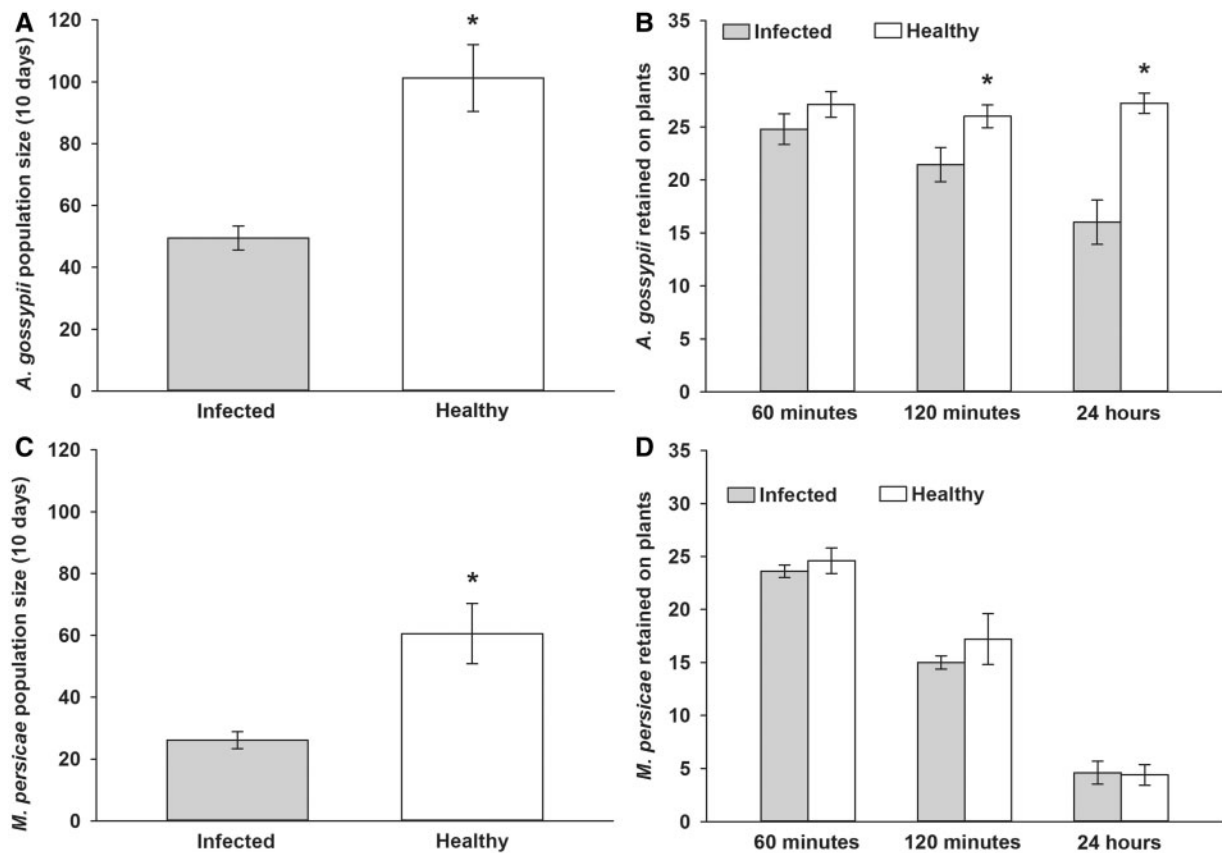 A
A. gossypii population size (10 days)
120
100
80
60
40
20
0
*
Infected
Healthy
B
Infected
Healthy
A. gossypii retained on plants
35
30
25
20
15
10
5
0
*
*
60 minutes
120 minutes
24 hours
C
M. persicae population size (10 days)
120
100
80
60
40
20
0
*
Infected
Healthy
D
Infected
Healthy
M. persicae retained on plants
35
30
25
20
15
10
5
0
60 minutes
120 minutes
24 hours